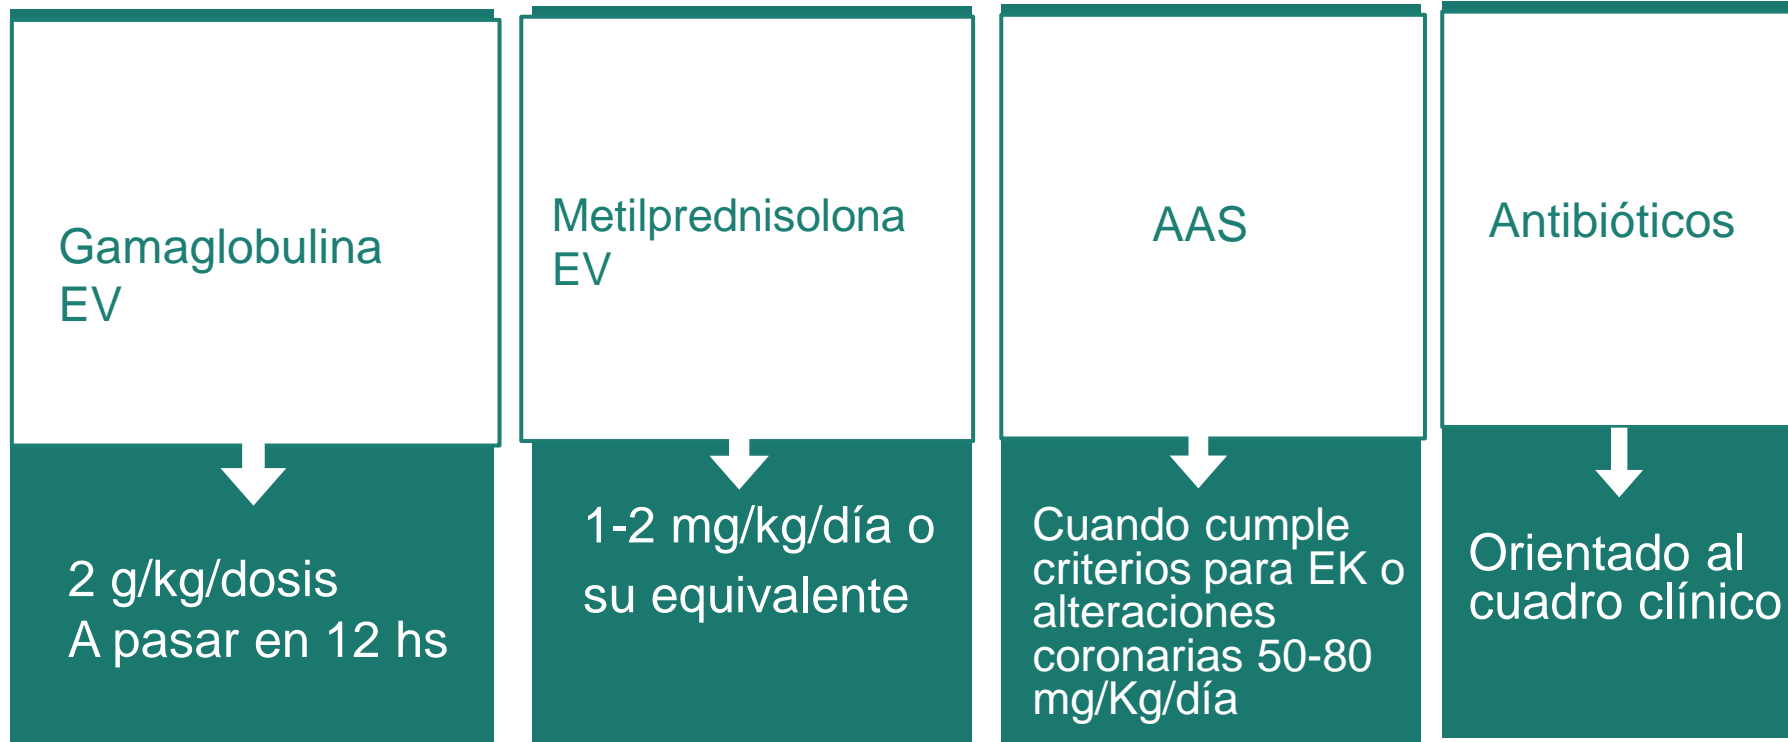 Gamaglobulina
EV
2 g/kg/dosis
A pasar en 12 hs
Metilprednisolona
EV
1-2 mg/kg/día o
su equivalente
AAS
Cuando cumple
criterios para EK o
alteraciones
coronarias 50-80
mg/Kg/día
Antibióticos
Orientado al
cuadro clínico